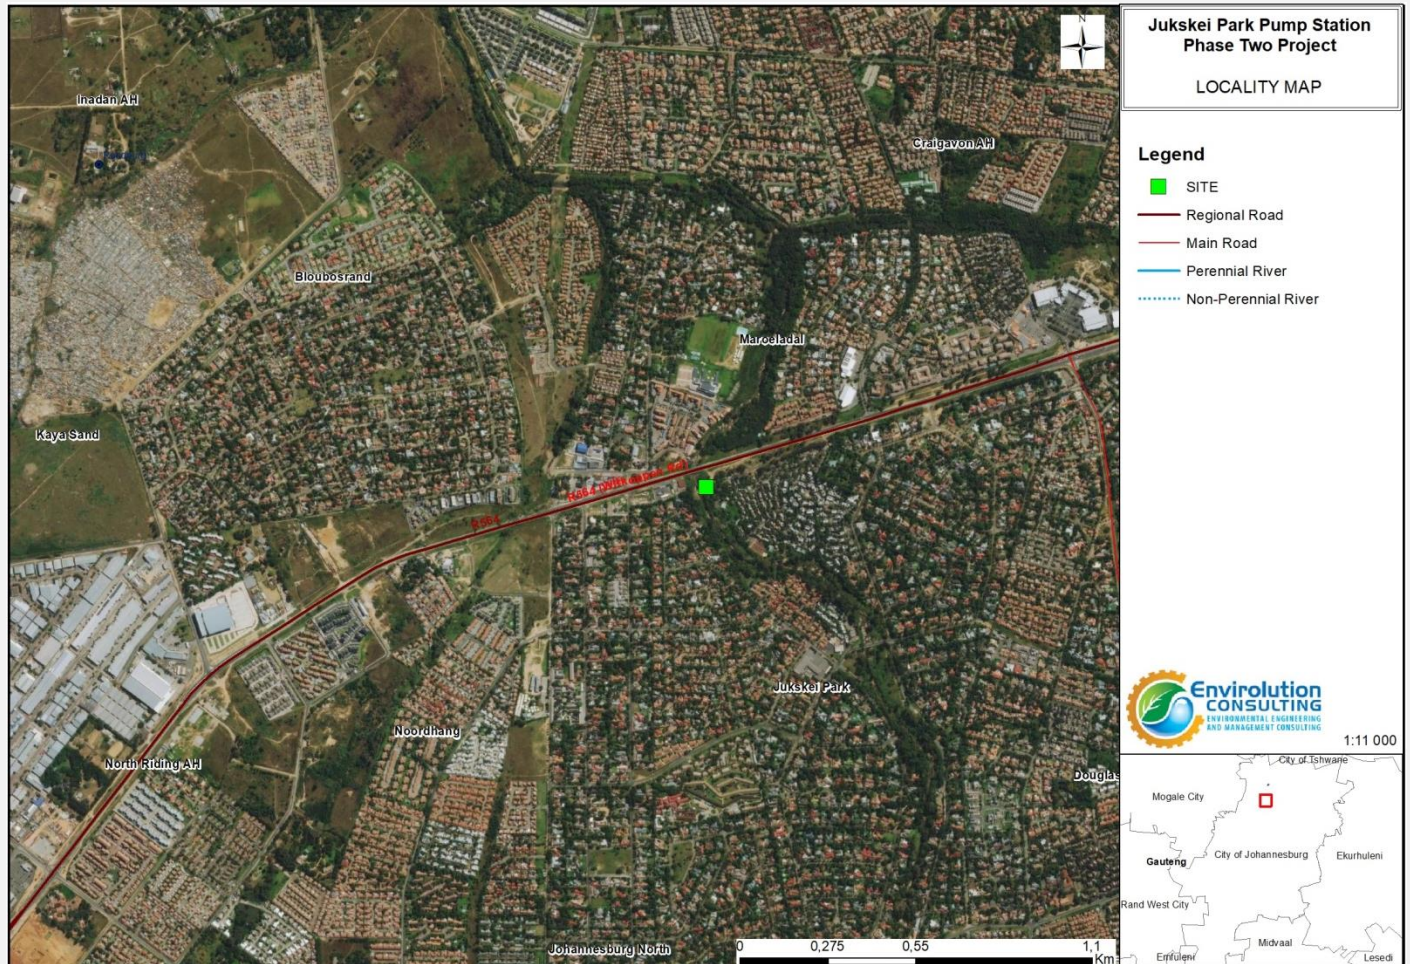 Jukskei Park Pump Station
Phase Two Project
LOCALITY MAP
N
Legend
SITE
Regional Road
Main Road
Perennial River
Non-Perennial River
Inadan AH
Craigavon AH
Bloubosrand
Maroeladal
Kaya Sand
R564
Jukskei Park
Noordhang
North Riding AH
Douglas
Johannesburg North
0 0,275 0,55 1,1
Km
Envirolution
CONSULTING
ENVIRONMENTAL ENGINEERING
AND MANAGEMENT CONSULTING
1:11 000
City of Tshwane
Mogale City
City of Johannesburg
Ekurhuleni
Gauteng
Rand West City
Midvaal
Emfuleni
Lesedi